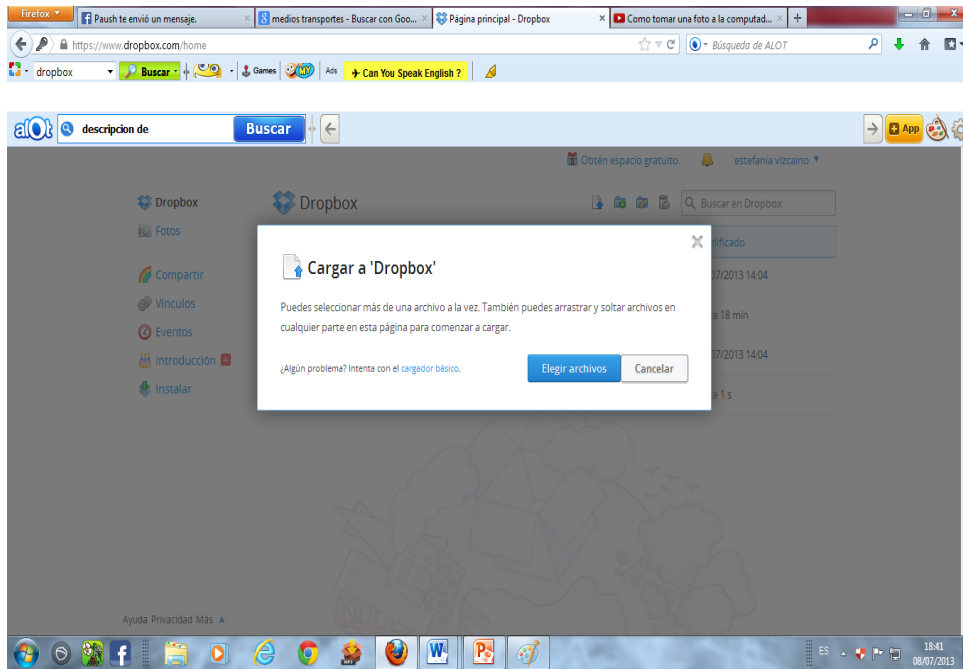 Firefox
Paush te envió un mensaje.
medios transportes - Buscar con Goo...
Página principal - Dropbox
Como tomar una foto a la computad...
https://www.dropbox.com/home
Búsqueda de ALOT
dropbox
Buscar
Games
MY
Ads
Can You Speak English ?
alot
descripcion de
Buscar
App
Obtén espacio gratuito.
estefania vizcaino
Dropbox
Dropbox
Buscar en Dropbox
Fotos
dificado
Compartir
17/2013 14:04
Vínculos
e 18 min
Eventos
Introducción 4
07/2013 14:04
Instalar
e 1 s
Cargar a 'Dropbox'
Puedes seleccionar más de una archivo a la vez. También puedes arrastrar y soltar archivos en
cualquier parte en esta página para comenzar a cargar.
¿Algún problema? Intenta con el cargador básico.
Elegir archivos
Cancelar
Ayuda Privacidad Más
ES
18:41
08/07/2013